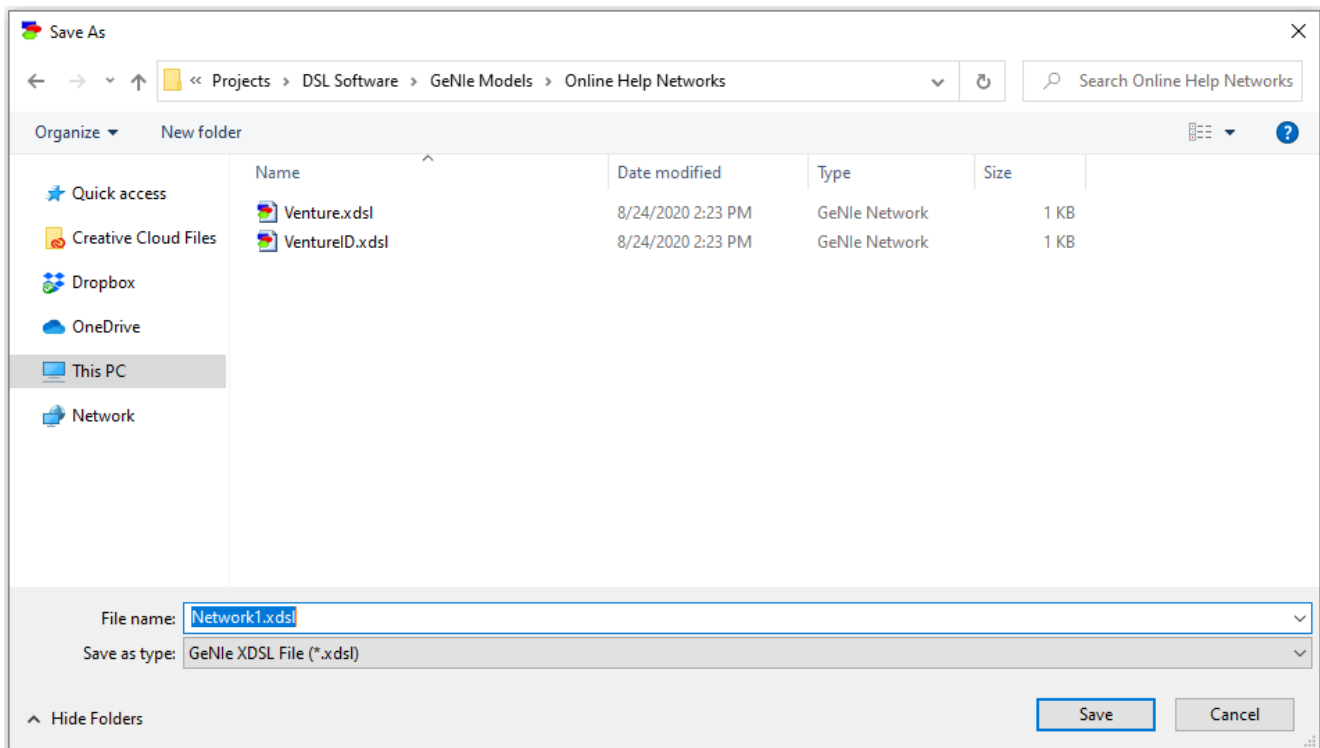 Save As
« Projects › DSL Software › GeNIe Models › Online Help Networks
Search Online Help Networks
Organize
New folder
Name Date modified Type Size
Quick access
Venture.xdsl 8/24/2020 2:23 PM GeNIe Network 1 KB
Creative Cloud Files
VentureID.xdsl 8/24/2020 2:23 PM GeNIe Network 1 KB
Dropbox
OneDrive
This PC
Network
File name: Network1.xdsl
Save as type: GeNIe XDSL File (*.xdsl)
Hide Folders
Save
Cancel